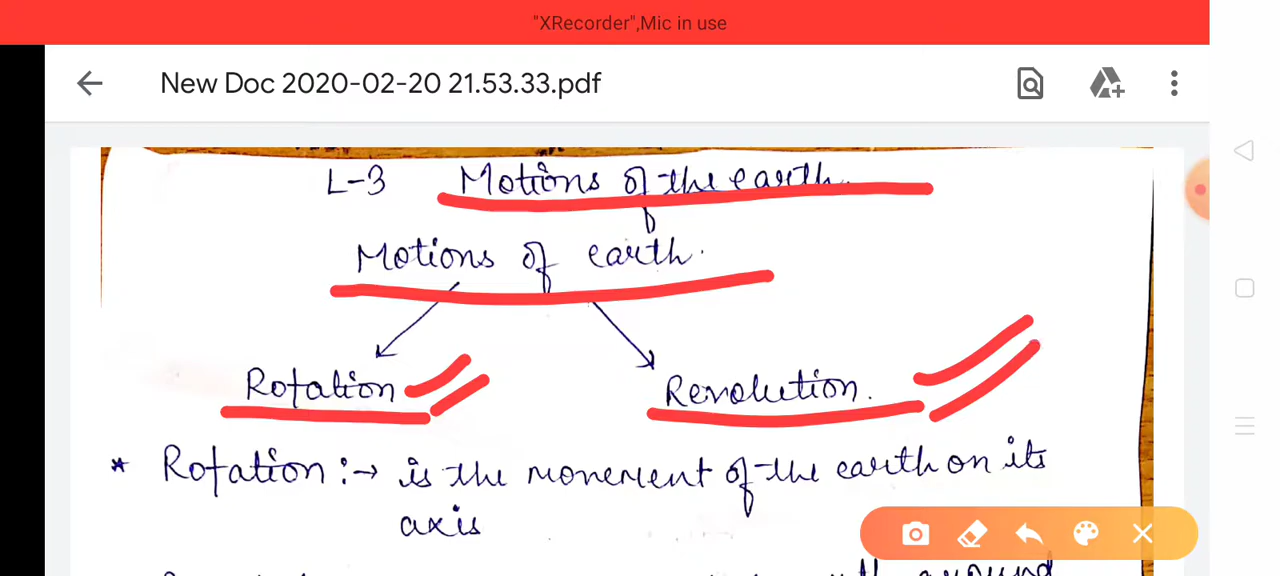 "XRecorder",Mic in use
New Doc 2020-02-20 21.53.33.pdf
L-3 Motions of the earth.
Motions of earth.
Rotation Revolution.
* Rotation :→ is the movement of the earth on its
axis
around